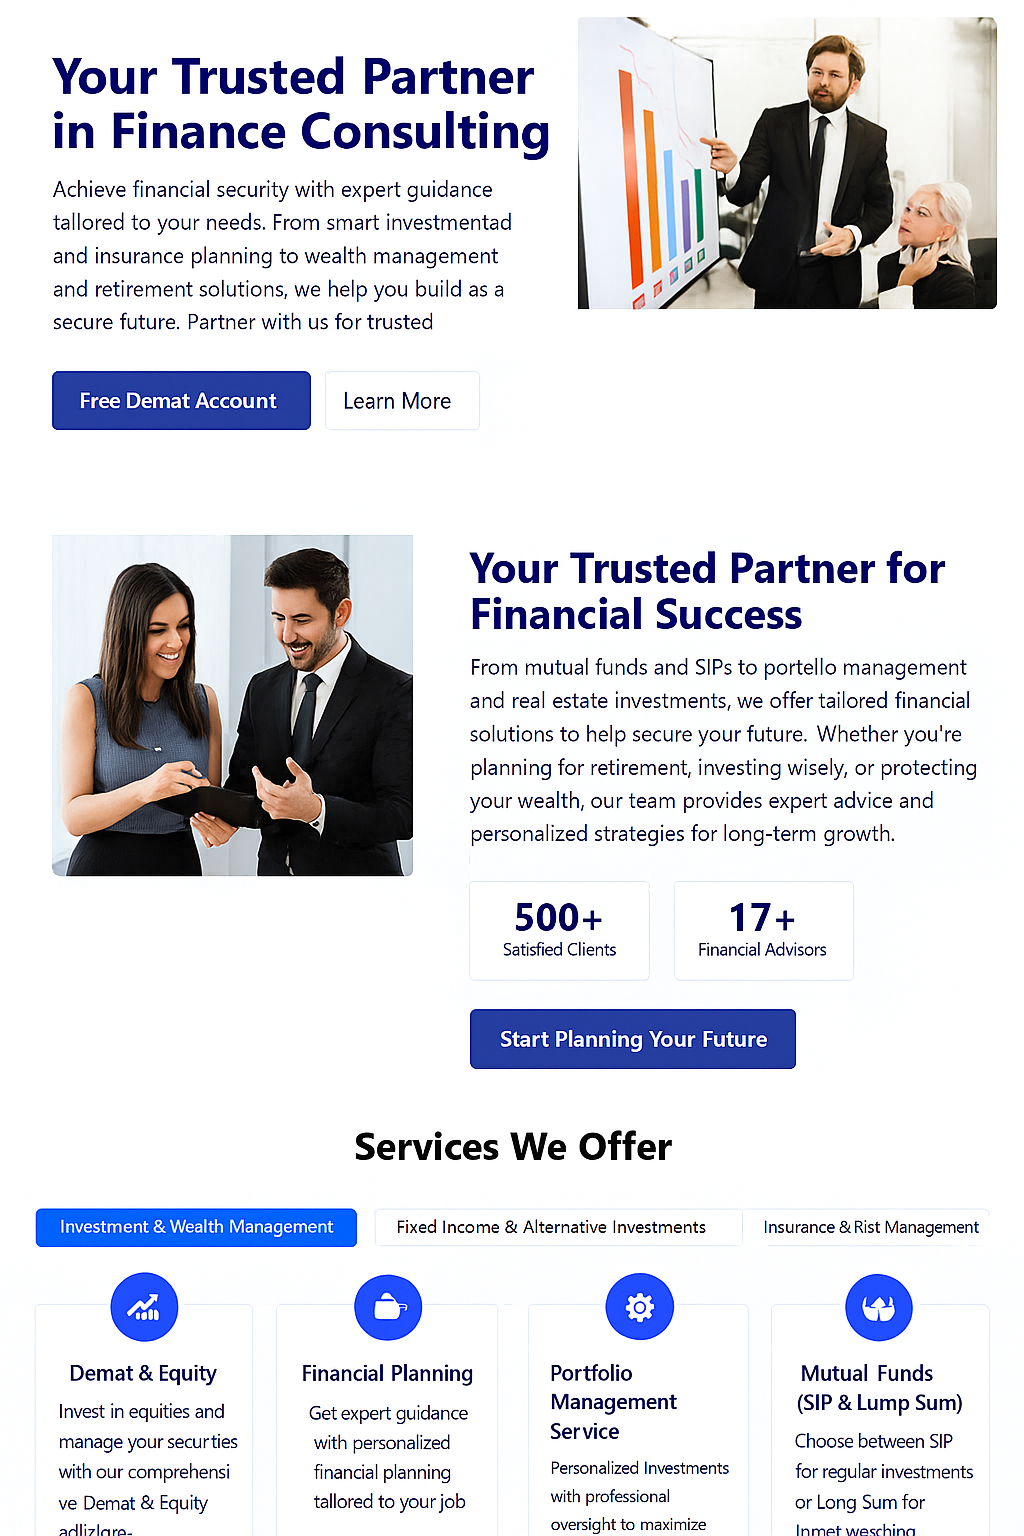 Your Trusted Partner
in Finance Consulting
Achieve financial security with expert guidance
tailored to your needs. From smart investmentad
and insurance planning to wealth management
and retirement solutions, we help you build as a
secure future. Partner with us for trusted
Free Demat Account
Learn More
Your Trusted Partner for
Financial Success
From mutual funds and SIPs to portello management
and real estate investments, we offer tailored financial
solutions to help secure your future. Whether you're
planning for retirement, investing wisely, or protecting
your wealth, our team provides expert advice and
personalized strategies for long-term growth.
500+
Satisfied Clients
17+
Financial Advisors
Start Planning Your Future
Services We Offer
Investment & Wealth Management
Fixed Income & Alternative Investments
Insurance & Rist Management
Demat & Equity
Invest in equities and
manage your securties
with our comprehensi
ve Demat & Equity
adlizlgre-
Financial Planning
Get expert guidance
with personalized
financial planning
tailored to your job
Portfolio
Management
Service
Personalized Investments
with professional
oversight to maximize
Mutual Funds
(SIP & Lump Sum)
Choose between SIP
for regular investments
or Long Sum for
Inmet wesching